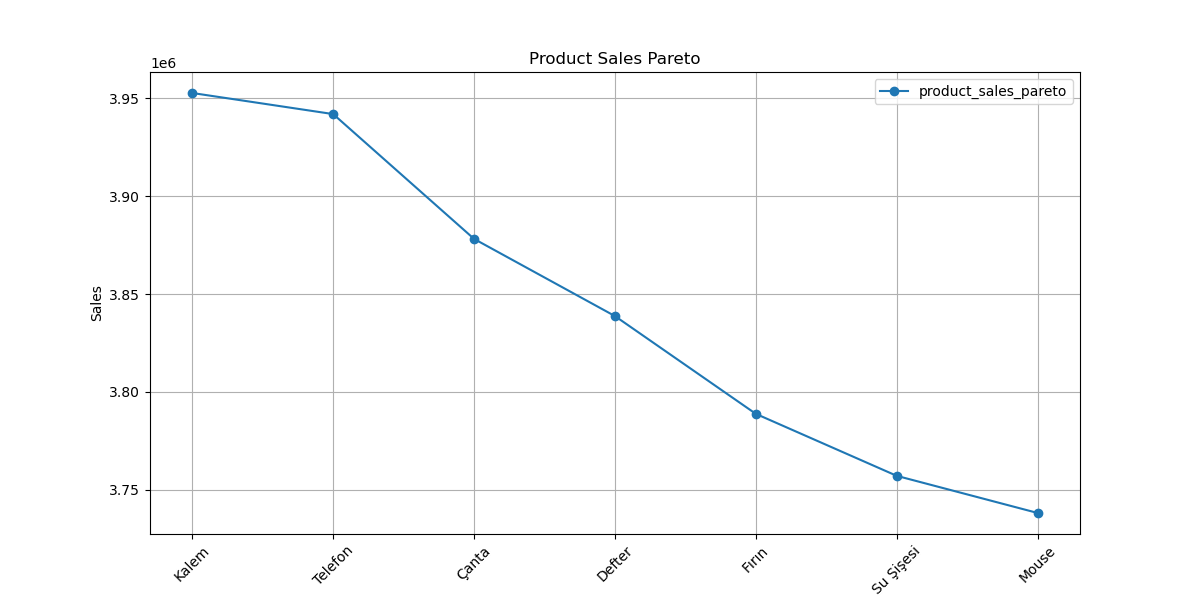 Product Sales Pareto
1e6
product_sales_pareto
3.95
3.90
3.85
3.80
3.75
Sales
Kalem
Telefon
Çanta
Defter
Fırın
Su Şişesi
Mouse